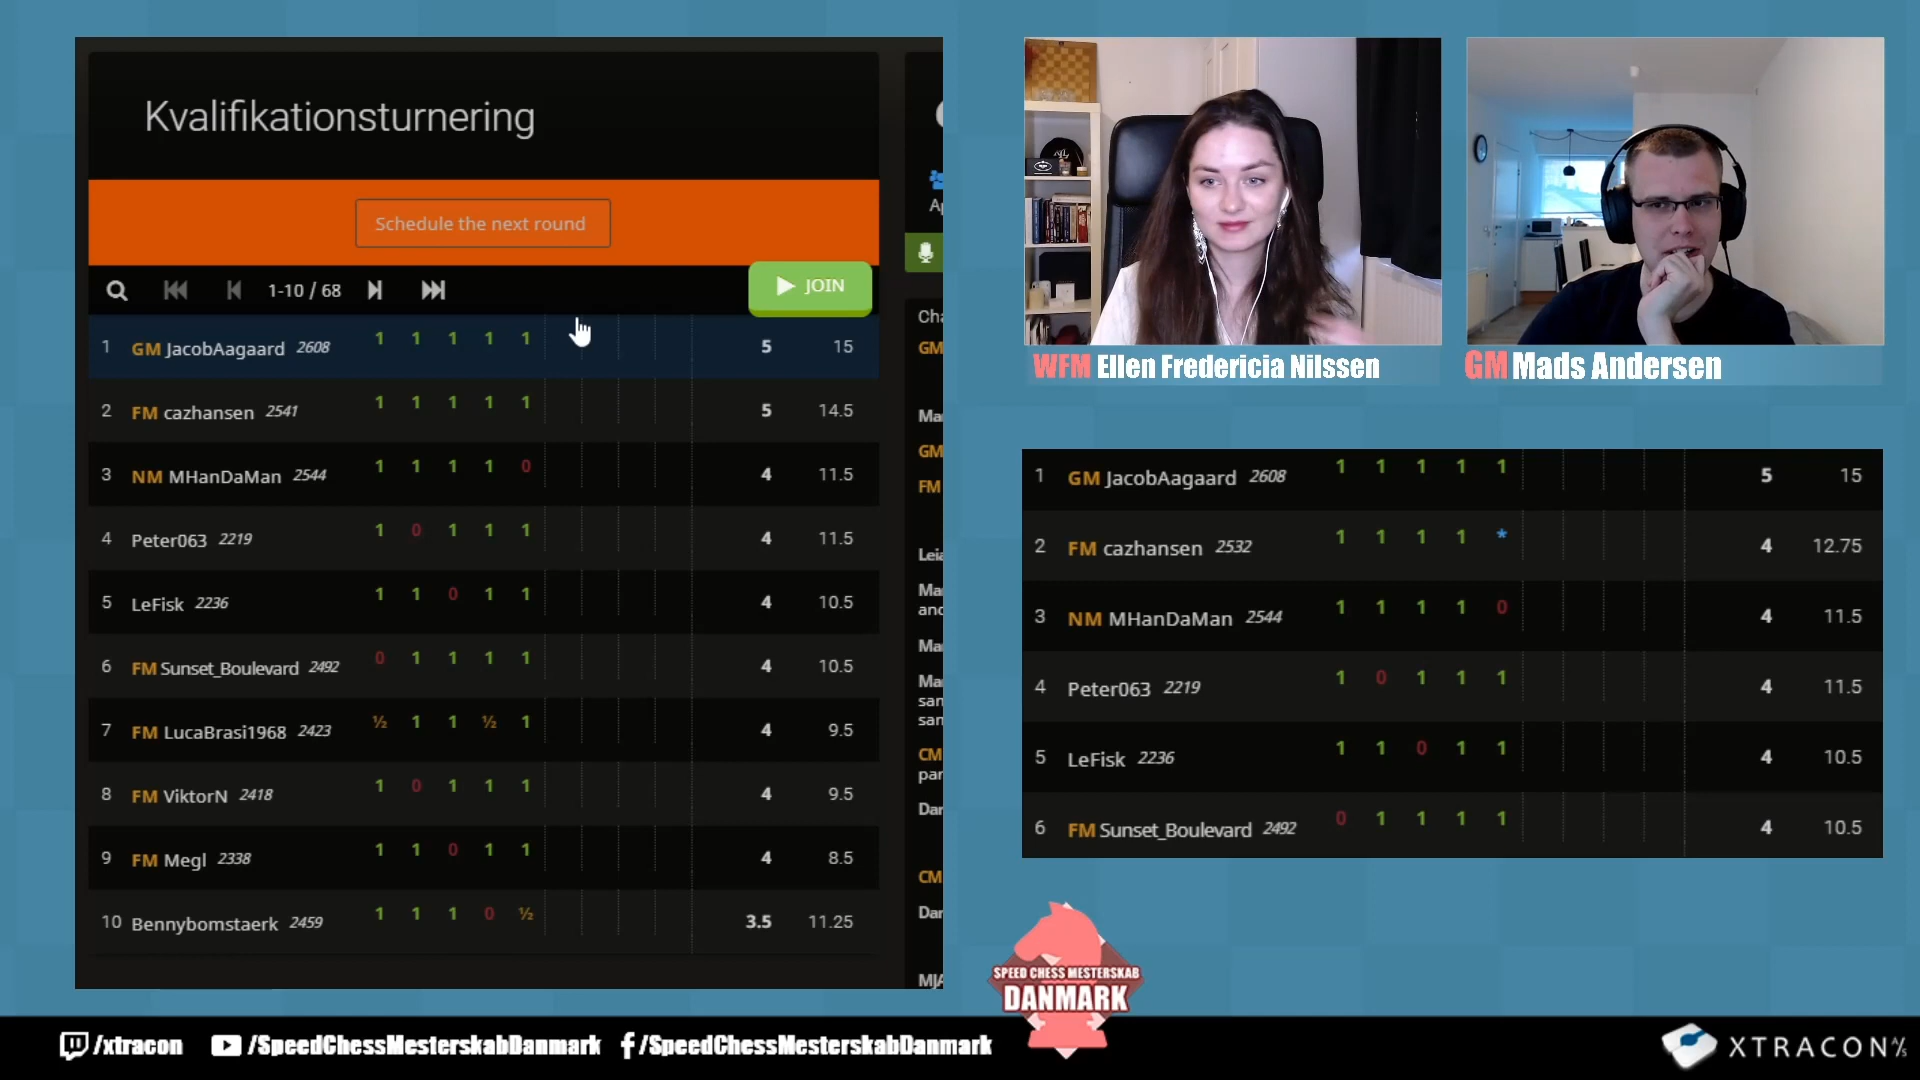 Kvalifikationsturnering
Schedule the next round
1-10 / 68
JOIN
1 GM JacobAagaard 2608 1 1 1 1 1 5 15
2 FM cazhansen 2541 1 1 1 1 1 5 14.5
3 NM MHanDaMan 2544 1 1 1 1 0 4 11.5
4 Peter063 2219 1 0 1 1 1 4 11.5
5 LeFisk 2236 1 1 0 1 1 4 10.5
6 FM Sunset_Boulevard 2492 0 1 1 1 1 4 10.5
7 FM LucaBrasi1968 2423 ½ 1 1 ½ 1 4 9.5
8 FM ViktorN 2418 1 0 1 1 1 4 9.5
9 FM Megl 2338 1 1 0 1 1 4 8.5
10 Bennybomstaerk 2459 1 1 1 0 ½ 3.5 11.25
GM
GM
FM
CM
CM
WFM Ellen Fredericia Nilssen
GM Mads Andersen
1 GM JacobAagaard 2608 1 1 1 1 1 5 15
2 FM cazhansen 2532 1 1 1 1 * 4 12.75
3 NM MHanDaMan 2544 1 1 1 1 0 4 11.5
4 Peter063 2219 1 0 1 1 1 4 11.5
5 LeFisk 2236 1 1 0 1 1 4 10.5
6 FM Sunset_Boulevard 2492 0 1 1 1 1 4 10.5
SPEED CHESS MESTERSKAB
DANMARK
/xtracon /SpeedChessMesterskabDanmark /SpeedChessMesterskabDanmark
XTRACON A/S